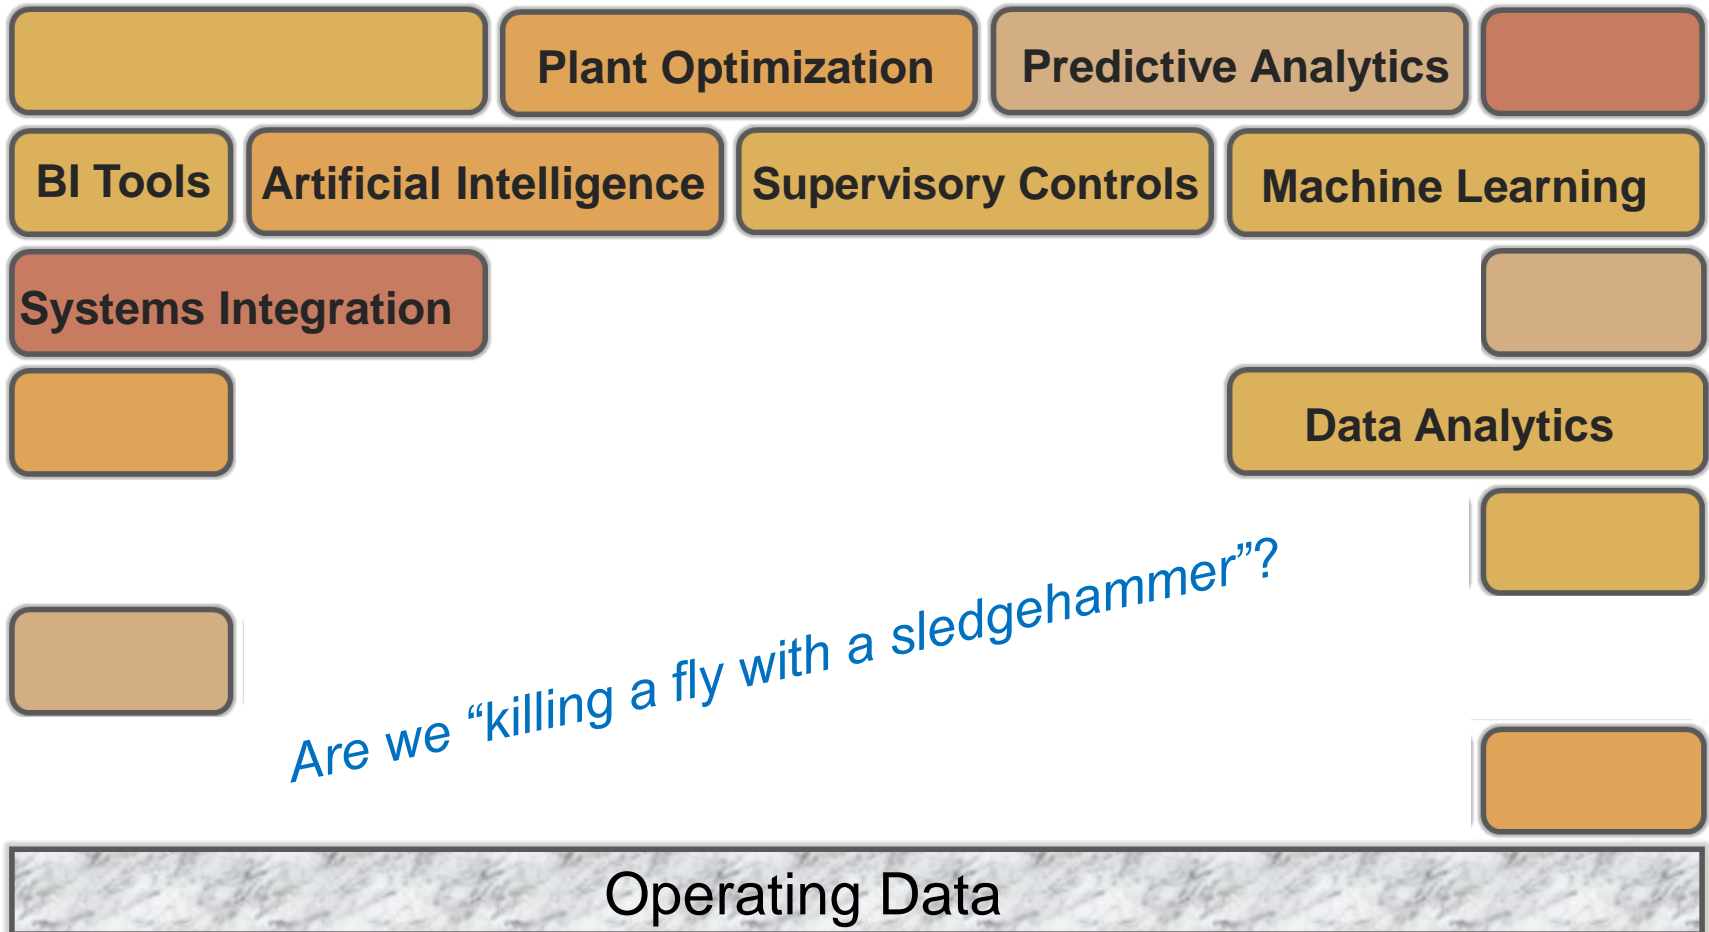 Plant Optimization
Predictive Analytics
BI Tools
Artificial Intelligence
Supervisory Controls
Machine Learning
Systems Integration
Data Analytics
Are we “killing a fly with a sledgehammer”?
Operating Data